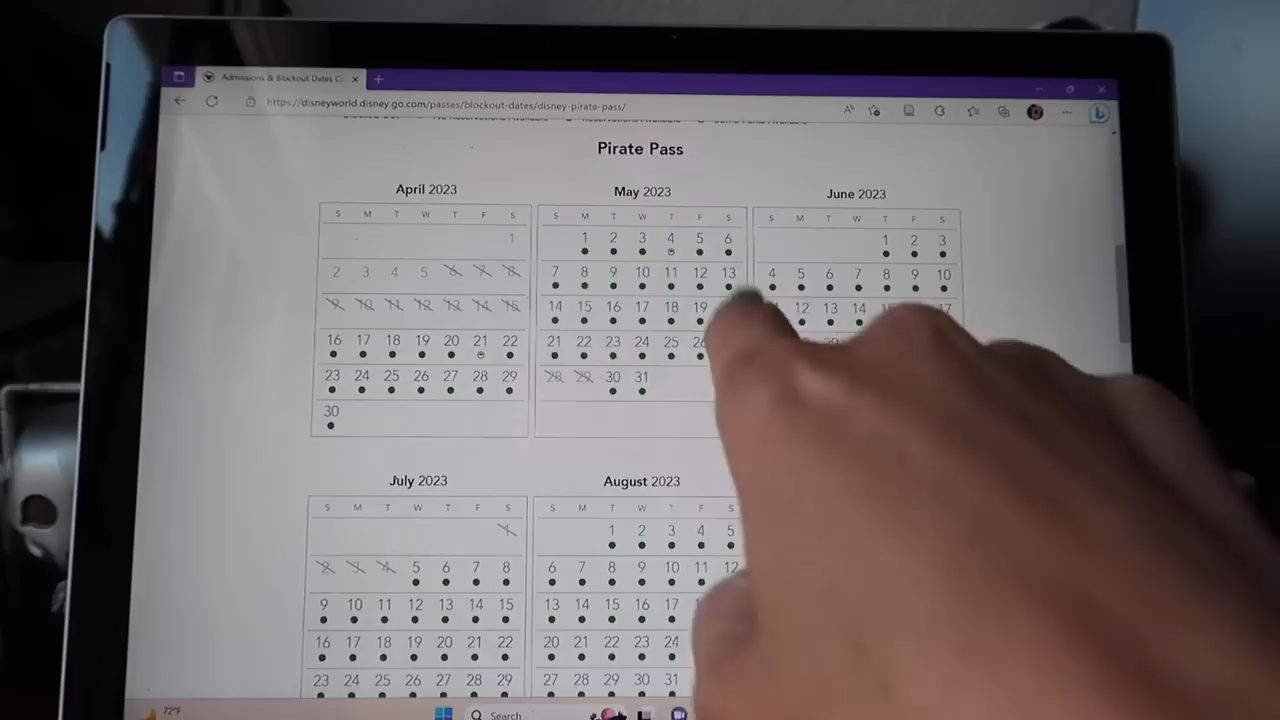 Admissions & Blockout Dates C
https://disneyworld.disney.go.com/passes/blockout-dates/disney-pirate-pass/
Pirate Pass
April 2023 May 2023 June 2023
S M T W T F S S M T W T F S S M T W T F S
1 1 2 3 4 5 6 1 2 3
2 3 4 5 6 7 8 7 8 9 10 11 12 13 4 5 6 7 8 9 10
9 10 11 12 13 14 15 14 15 16 17 18 19 12 13 14 17
16 17 18 19 20 21 22 21 22 23 24 25
23 24 25 26 27 28 29 28 29 30 31
30
July 2023 August 2023
S M T W T F S S M T W T F S
1 1 2 3 4 5
2 3 4 5 6 7 8 6 7 8 9 10 11 12
9 10 11 12 13 14 15 13 14 15 16 17
16 17 18 19 20 21 22 20 21 22 23 24
23 24 25 26 27 28 29 27 28 29 30 31
72°F Search